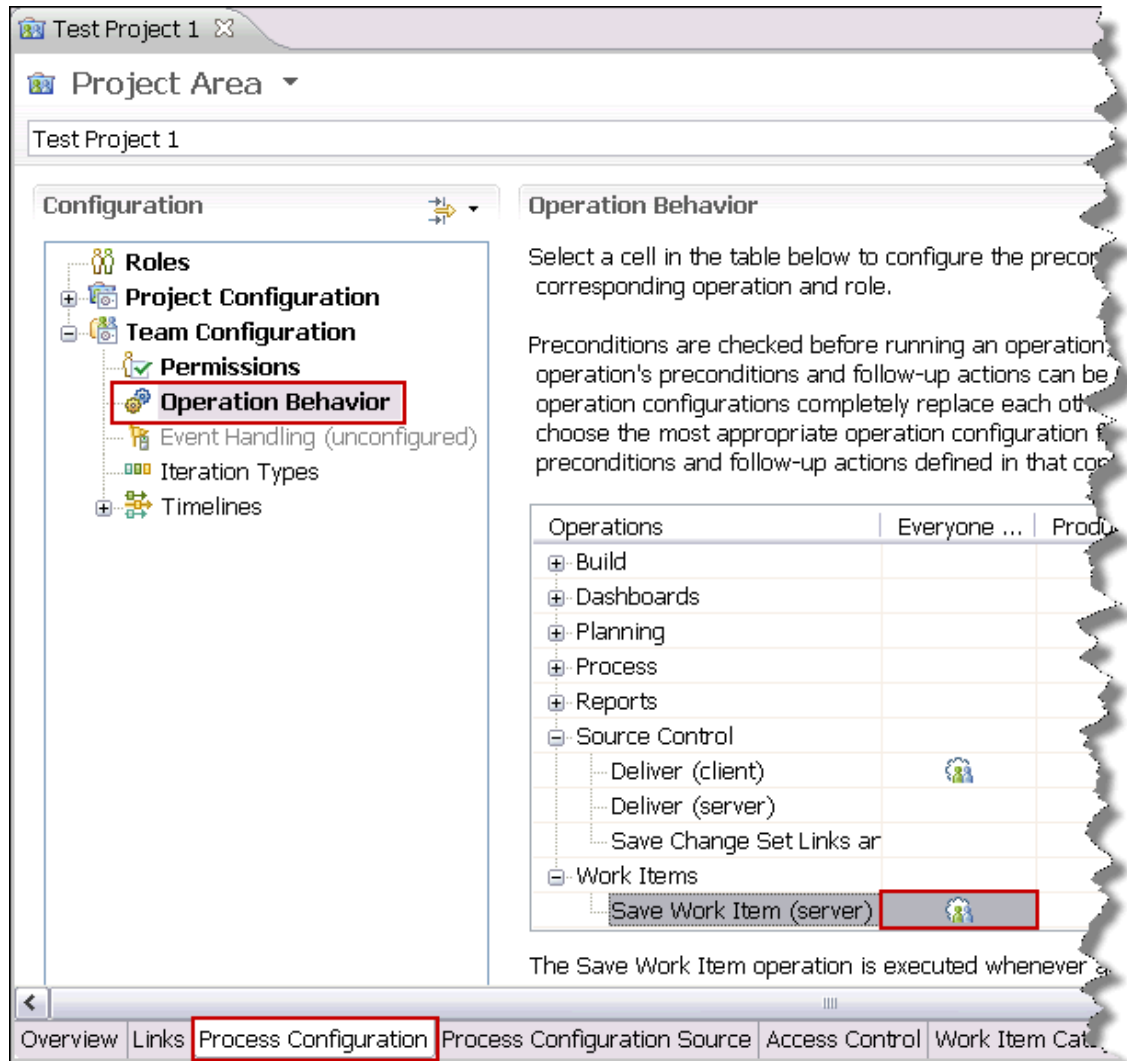 Test Project 1
Project Area
Test Project 1
Configuration
Roles
Project Configuration
Team Configuration
Permissions
Operation Behavior
Event Handling (unconfigured)
Iteration Types
Timelines
Operation Behavior
Select a cell in the table below to configure the precon
corresponding operation and role.
Preconditions are checked before running an operation,
operation's preconditions and follow-up actions can be
operation configurations completely replace each oth
choose the most appropriate operation configuration f
preconditions and follow-up actions defined in that con
Operations Everyone ... Produ
Build
Dashboards
Planning
Process
Reports
Source Control
Deliver (client)
Deliver (server)
Save Change Set Links ar
Work Items
Save Work Item (server)
The Save Work Item operation is executed whenever a
Overview Links Process Configuration Process Configuration Source Access Control Work Item Cat